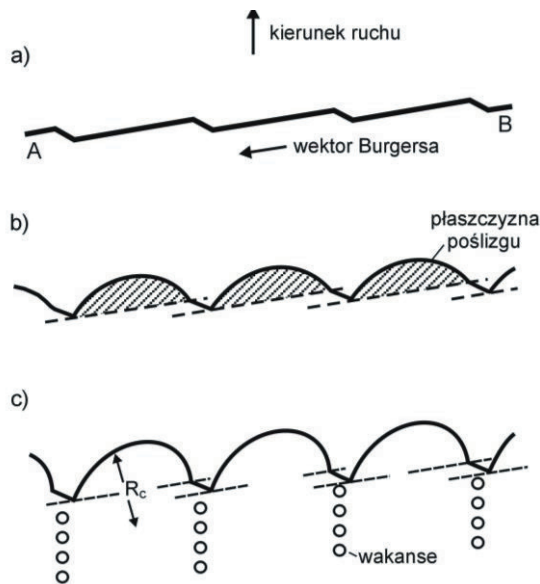 kierunek ruchu
a)
A
B
wektor Burgersa
b)
płaszczyzna
poślizgu
c)
Rc
wakanse